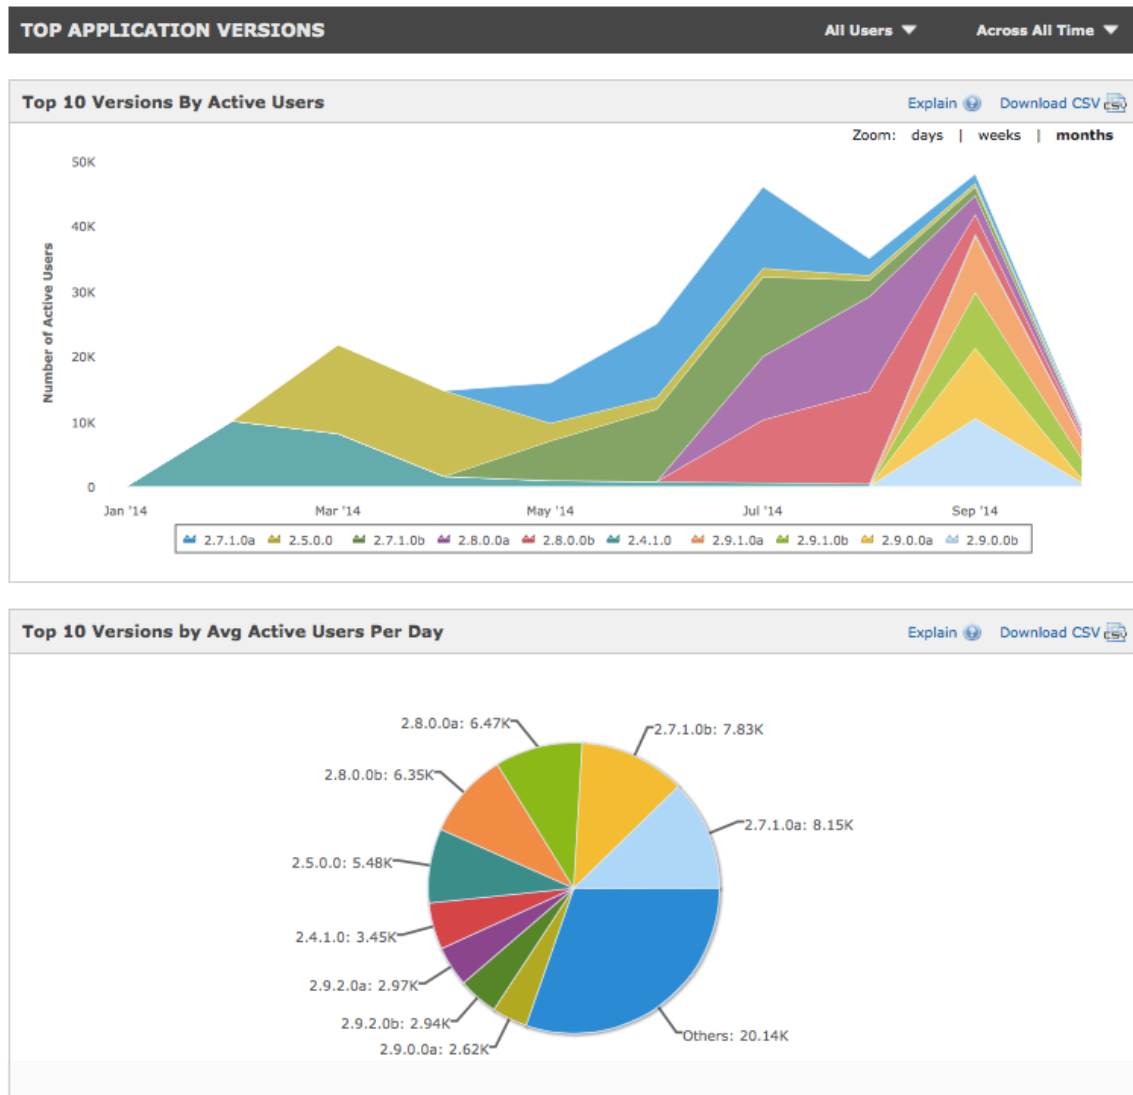 TOP APPLICATION VERSIONS All Users Across All Time
Top 10 Versions By Active Users Explain Download CSV CSV
Zoom: days | weeks | months
50K
40K
30K
20K
10K
0
Number of Active Users
Jan '14 Mar '14 May '14 Jul '14 Sep '14
2.7.1.0a 2.5.0.0 2.7.1.0b 2.8.0.0a 2.8.0.0b 2.4.1.0 2.9.1.0a 2.9.1.0b 2.9.0.0a 2.9.0.0b
Top 10 Versions by Avg Active Users Per Day Explain Download CSV CSV
2.8.0.0a: 6.47K
2.7.1.0b: 7.83K
2.8.0.0b: 6.35K
2.7.1.0a: 8.15K
2.5.0.0: 5.48K
2.4.1.0: 3.45K
2.9.2.0a: 2.97K
2.9.2.0b: 2.94K
Others: 20.14K
2.9.0.0a: 2.62K